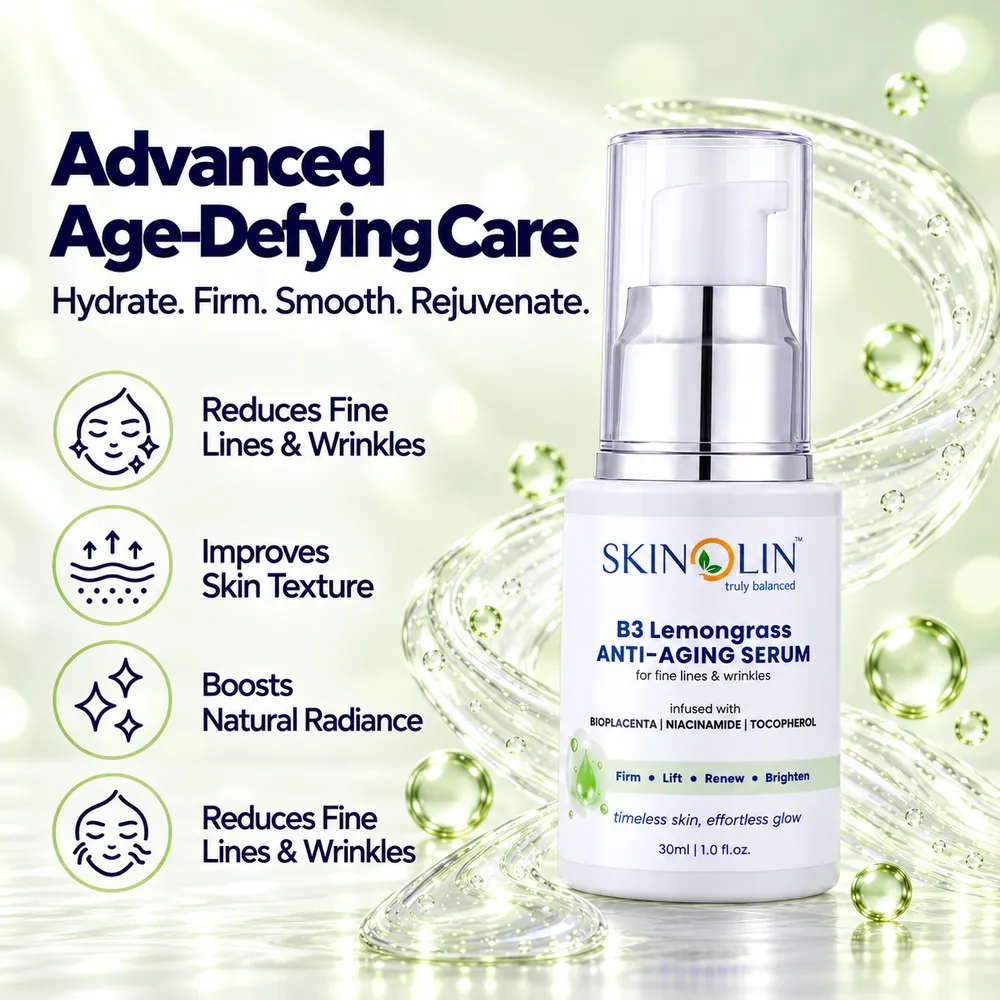 Advanced
Age-Defying Care
Hydrate. Firm. Smooth. Rejuvenate.
Reduces Fine
Lines & Wrinkles
Improves
Skin Texture
Boosts
Natural Radiance
Reduces Fine
Lines & Wrinkles
SKINOLIN™
truly balanced
B3 Lemongrass
ANTI-AGING SERUM
for fine lines & wrinkles
infused with
BIOPLACENTA | NIACINAMIDE | TOCOPHEROL
Firm • Lift • Renew • Brighten
timeless skin, effortless glow
30ml | 1.0 fl.oz.